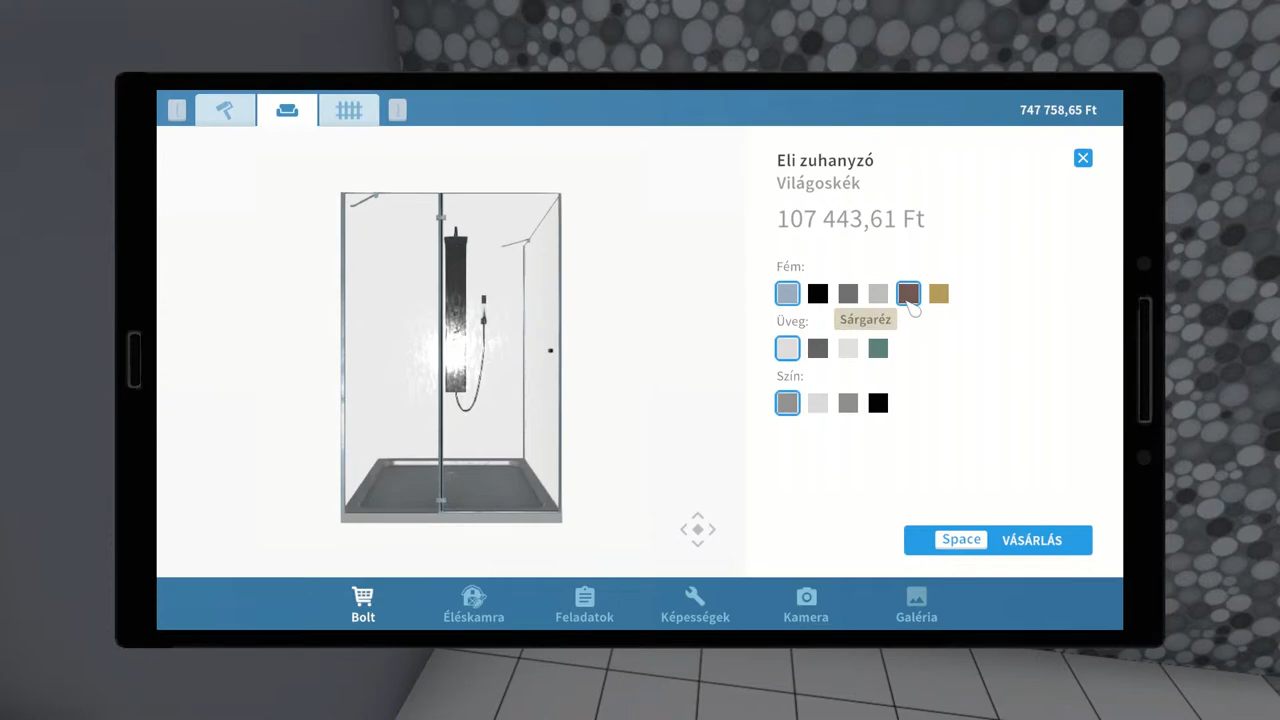 747 758,65 Ft
Eli zuhanyzó
Világoskék
107 443,61 Ft
Fém:
Sárgaréz
Üveg:
Szín:
Space VÁSÁRLÁS
Bolt Éléskamra Feladatok Képességek Kamera Galéria